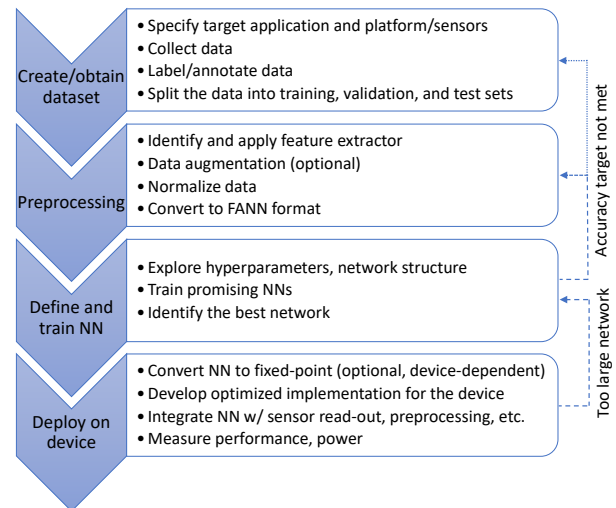 Create/obtain
dataset
• Specify target application and platform/sensors
• Collect data
• Label/annotate data
• Split the data into training, validation, and test sets
Preprocessing
• Identify and apply feature extractor
• Data augmentation (optional)
• Normalize data
• Convert to FANN format
Define and
train NN
• Explore hyperparameters, network structure
• Train promising NNs
• Identify the best network
Deploy on
device
• Convert NN to fixed-point (optional, device-dependent)
• Develop optimized implementation for the device
• Integrate NN w/ sensor read-out, preprocessing, etc.
• Measure performance, power
Accuracy target not met
Too large network